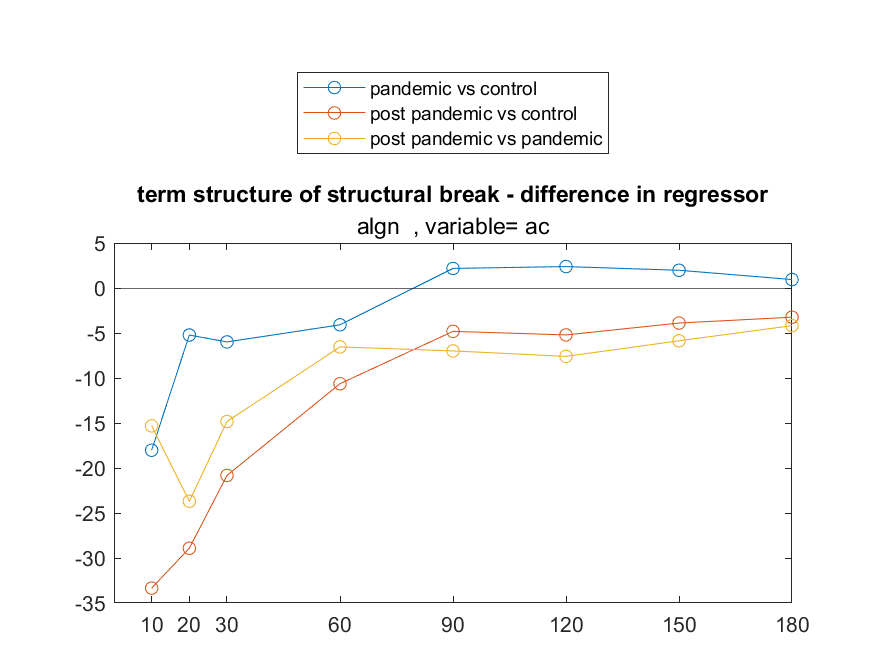 pandemic vs control
post pandemic vs control
post pandemic vs pandemic
term structure of structural break - difference in regressor
algn  , variable= ac
5
0
-5
-10
-15
-20
-25
-30
-35
10 20 30 60 90 120 150 180